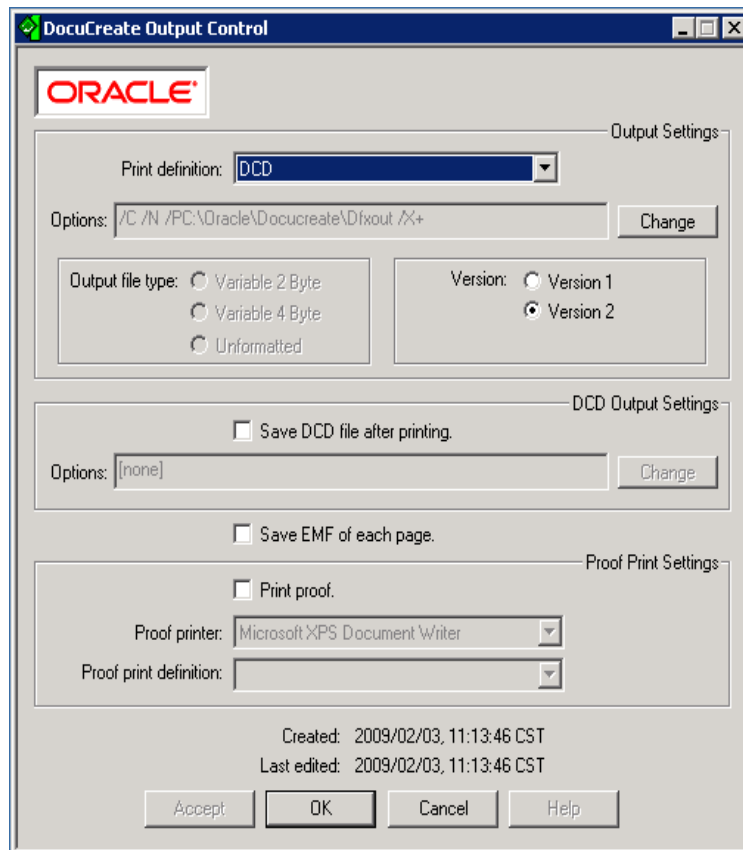 DocuCreate Output Control
ORACLE®
Output Settings
Print definition: DCD
Options: /C /N /PC:\Oracle\Docucreate\Dfxout /X+ Change
Output file type: Variable 2 Byte
Variable 4 Byte
Unformatted
Version: Version 1
Version 2
DCD Output Settings
Save DCD file after printing.
Options: [none] Change
Save EMF of each page.
Proof Print Settings
Print proof.
Proof printer: Microsoft XPS Document Writer
Proof print definition:
Created: 2009/02/03, 11:13:46 CST
Last edited: 2009/02/03, 11:13:46 CST
Accept OK Cancel Help